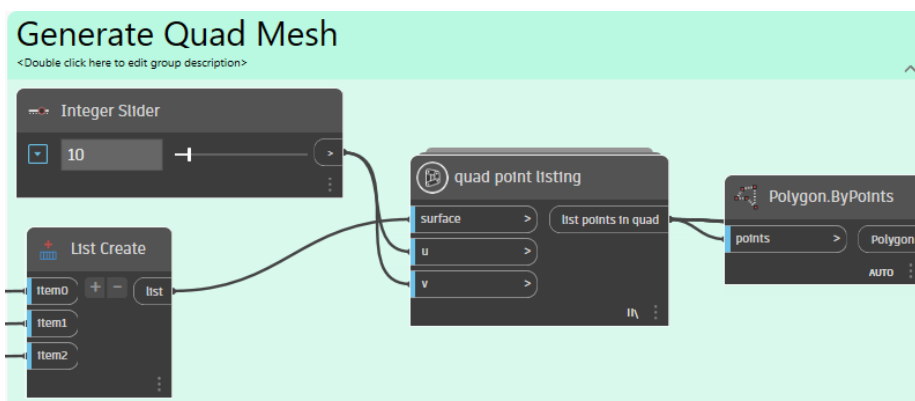 Generate Quad Mesh
<Double click here to edit group description>
Integer Slider
10
>
quad point listing
surface >
list points in quad
u >
v >
Polygon.ByPoints
points >
Polygon
AUTO
List Create
item0
+ -
list
item1
item2